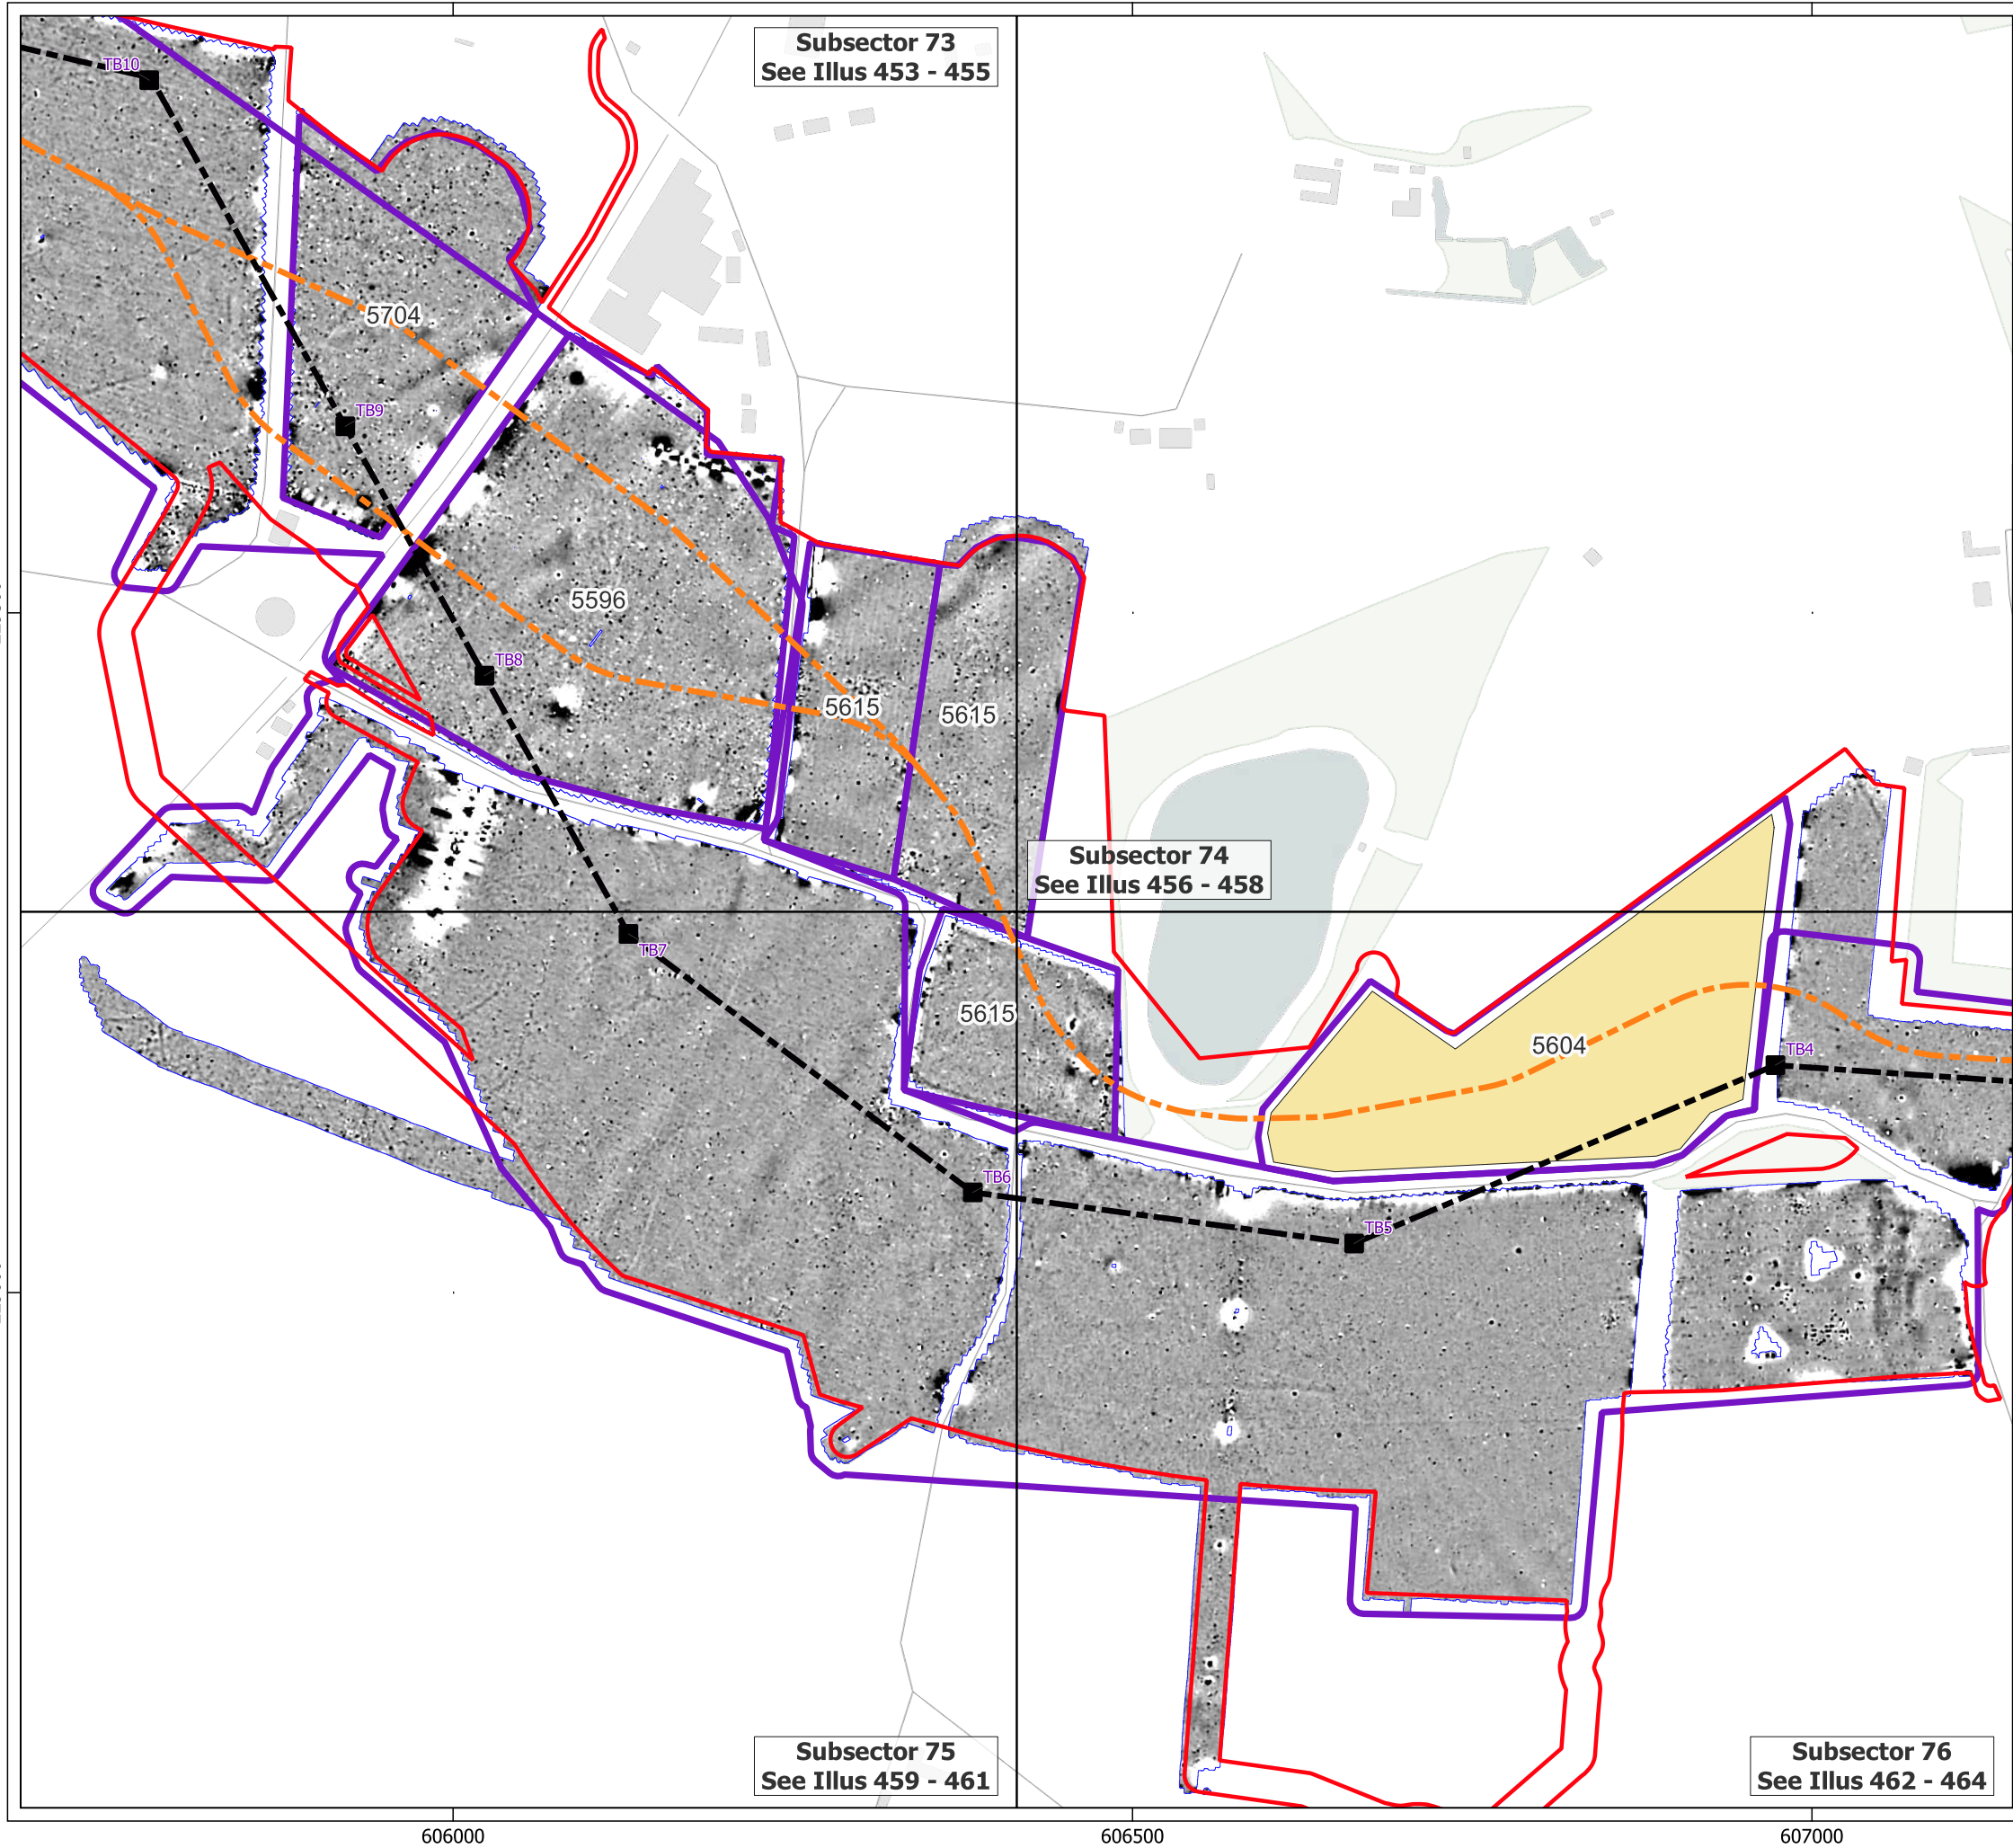 Subsector 73
See Illus 453 - 455
TB10
5704
TB9
5596
TB8
5615
5615
Subsector 74
See Illus 456 - 458
TB7
5615
5604
TB4
TB6
TB5
Subsector 75
See Illus 459 - 461
Subsector 76
See Illus 462 - 464
606000
606500
607000